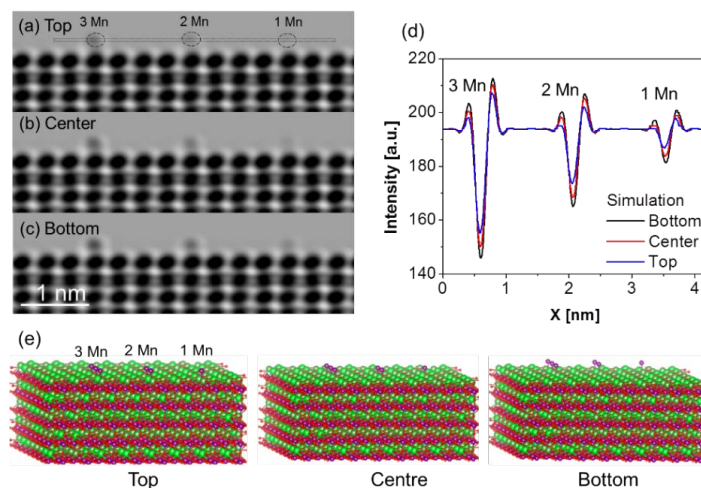 (a) Top
3 Mn
2 Mn
1 Mn
(b) Center
(c) Bottom
1 nm
(d)
220
200
180
160
140
Intensity [a.u.]
3 Mn
2 Mn
1 Mn
Simulation
Bottom
Center
Top
0
1
2
3
4
X [nm]
(e)
3 Mn
2 Mn
1 Mn
Top
Centre
Bottom